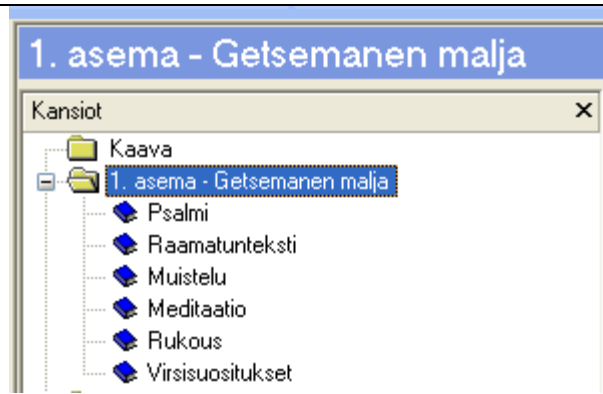 1. asema - Getsemanen malja
Kansiot
Kaava
1. asema - Getsemanen malja
Psalmi
Raamatunteksti
Muistelu
Meditaatio
Rukous
Virsisuositukset